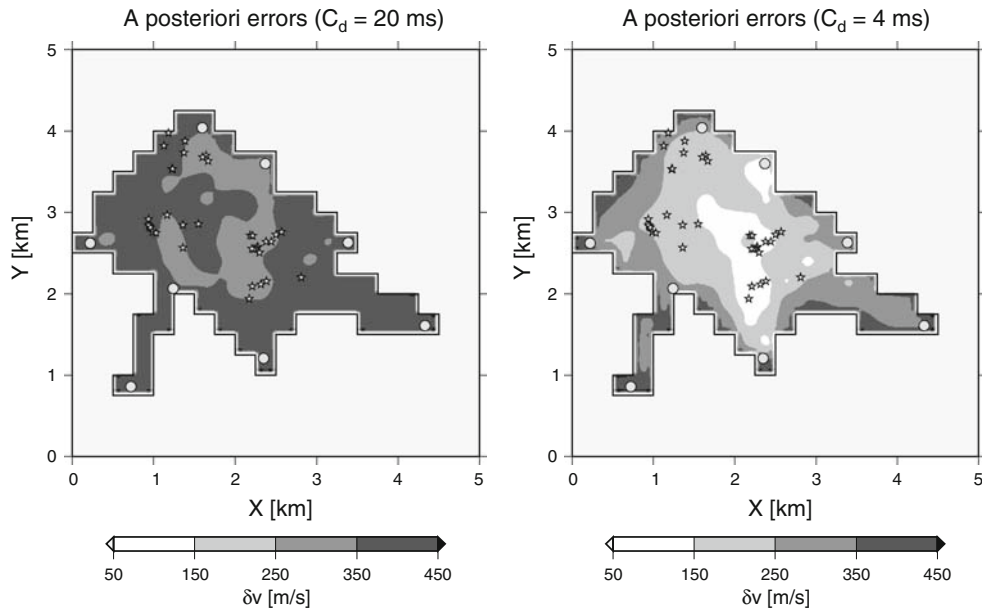 A posteriori errors (C_d = 20 ms)
5
4
3
2
1
0
Y [km]
0 1 2 3 4 5
X [km]
50 150 250 350 450
δv [m/s]
A posteriori errors (C_d = 4 ms)
5
4
3
2
1
0
Y [km]
0 1 2 3 4 5
X [km]
50 150 250 350 450
δv [m/s]